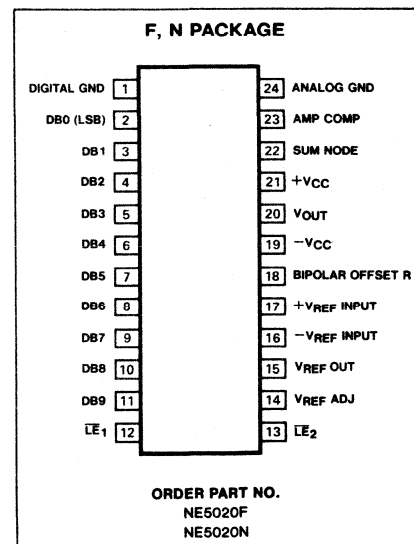 F, N PACKAGE
DIGITAL GND 1 24 ANALOG GND
DB0 (LSB) 2 23 AMP COMP
DB1 3 22 SUM NODE
DB2 4 21 +VCC
DB3 5 20 VOUT
DB4 6 19 −VCC
DB5 7 18 BIPOLAR OFFSET R
DB6 8 17 +VREF INPUT
DB7 9 16 −VREF INPUT
DB8 10 15 VREF OUT
DB9 11 14 VREF ADJ
L̅E̅1 12 13 L̅E̅2
ORDER PART NO.
NE5020F
NE5020N